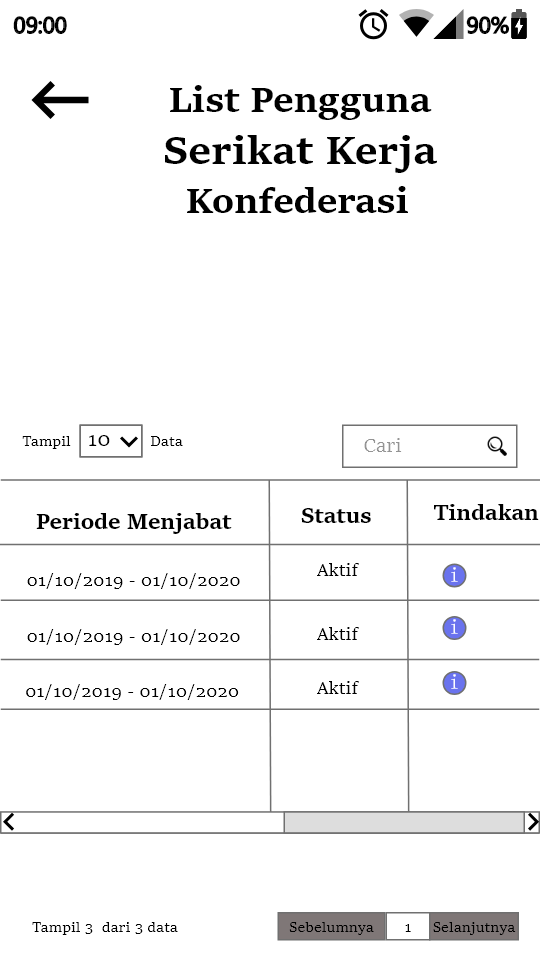 09:00
90%
List Pengguna
Serikat Kerja
Konfederasi
Tampil 10 Data
Cari
Periode Menjabat Status Tindakan
01/10/2019 - 01/10/2020 Aktif i
01/10/2019 - 01/10/2020 Aktif i
01/10/2019 - 01/10/2020 Aktif i
Tampil 3 dari 3 data
Sebelumnya 1 Selanjutnya